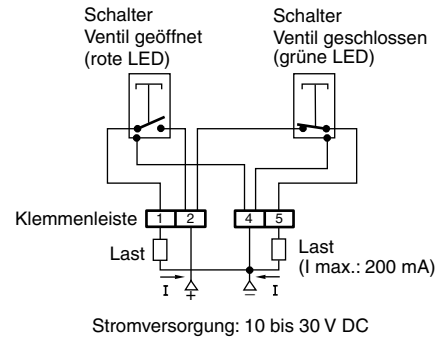 Schalter
Ventil geöffnet
(rote LED)
Schalter
Ventil geschlossen
(grüne LED)
Klemmenleiste
1 2 4 5
Last
Last
(I max.: 200 mA)
I + − I
Stromversorgung: 10 bis 30 V DC